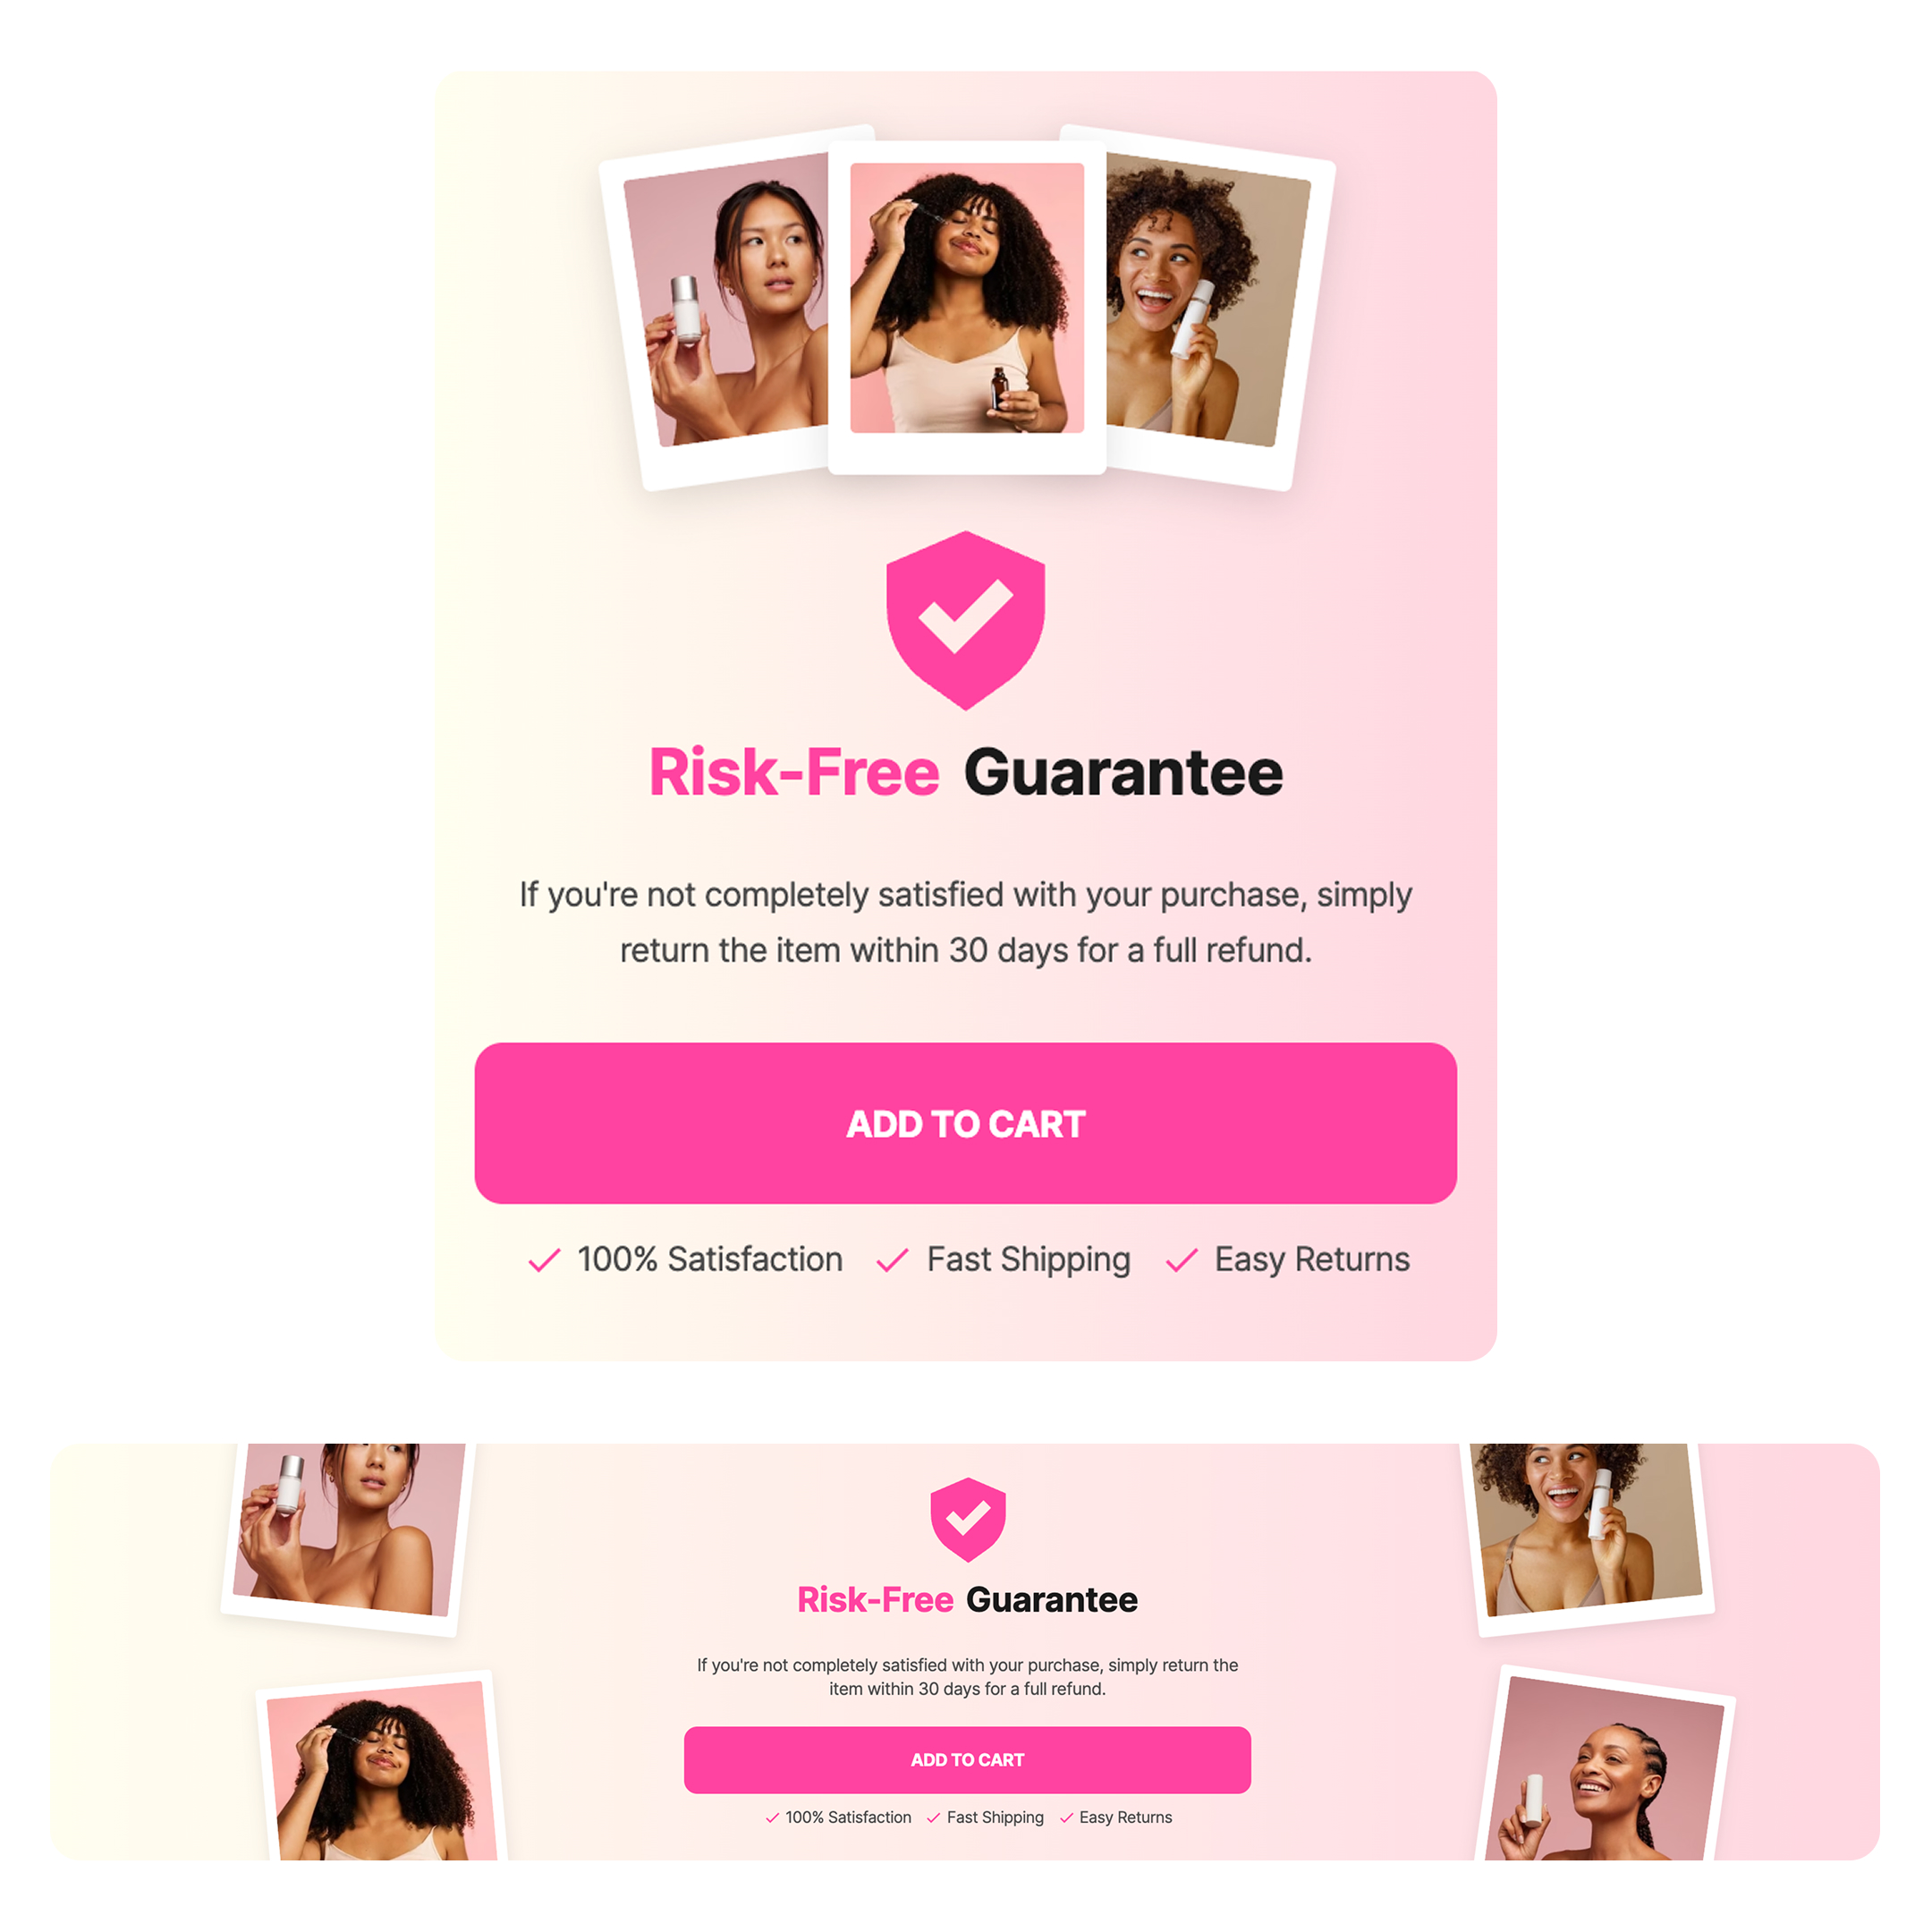 Risk-Free Guarantee
If you're not completely satisfied with your purchase, simply
return the item within 30 days for a full refund.
ADD TO CART
100% Satisfaction Fast Shipping Easy Returns
Risk-Free Guarantee
If you're not completely satisfied with your purchase, simply return the
item within 30 days for a full refund.
ADD TO CART
100% Satisfaction Fast Shipping Easy Returns